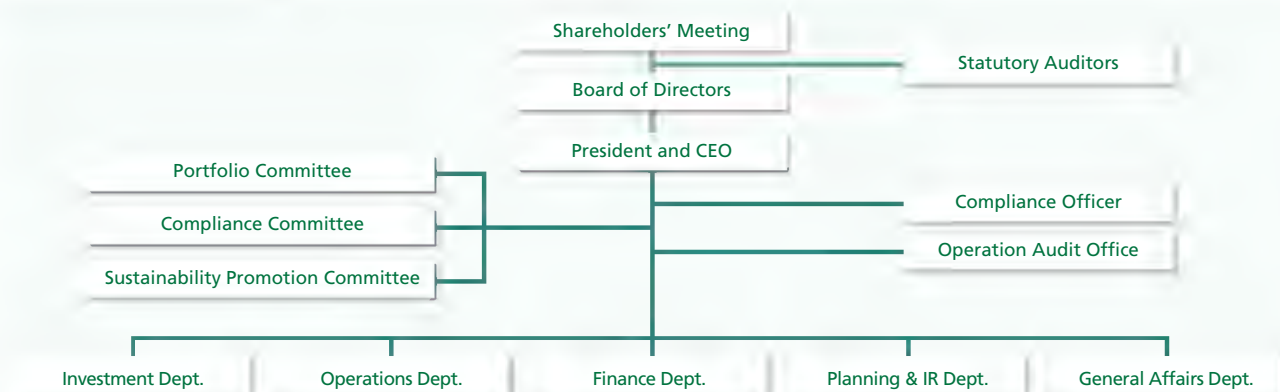 Shareholders’ Meeting
Statutory Auditors
Board of Directors
President and CEO
Portfolio Committee
Compliance Committee
Sustainability Promotion Committee
Compliance Officer
Operation Audit Office
Investment Dept.
Operations Dept.
Finance Dept.
Planning & IR Dept.
General Affairs Dept.